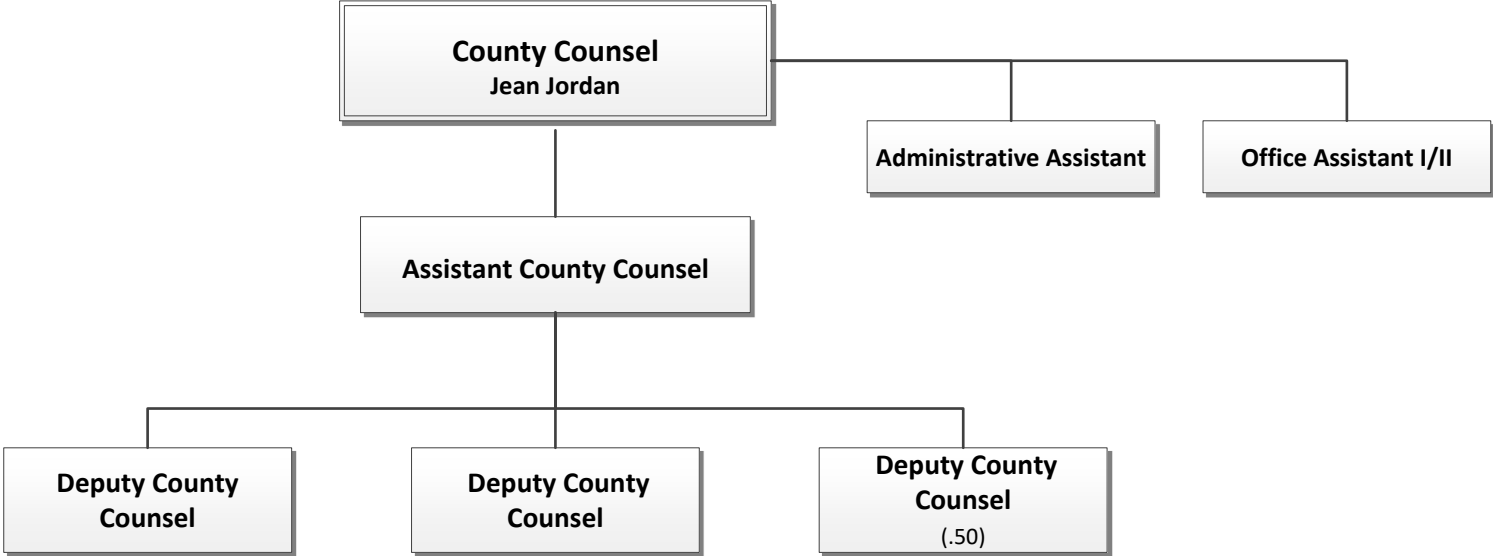 County Counsel
Jean Jordan
Administrative Assistant
Office Assistant I/II
Assistant County Counsel
Deputy County
Counsel
Deputy County
Counsel
Deputy County
Counsel
(.50)